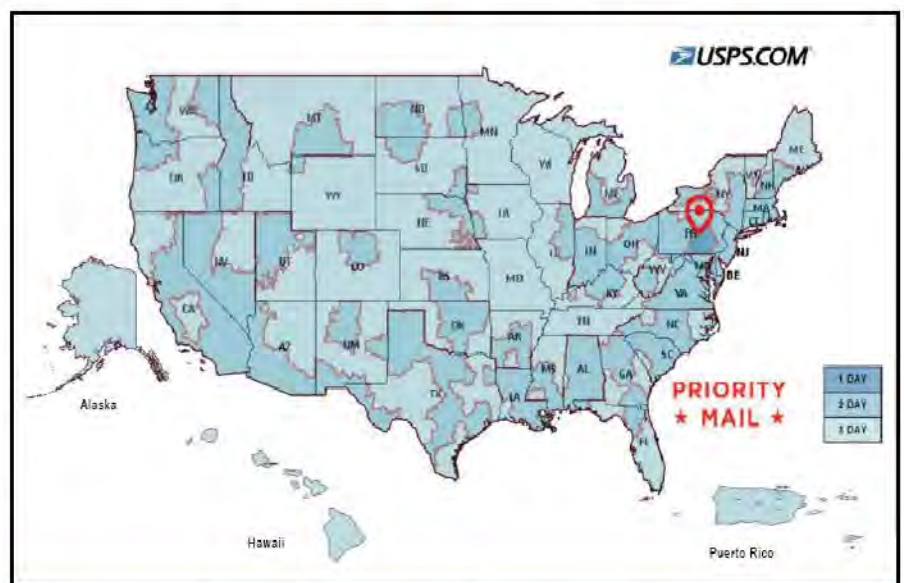 USPS.COM
WA
MT
ND
MN
ME
OR
ID
SD
WI
MI
NY
VT
NH
MA
CT
WY
IA
NE
PA
NJ
NV
UT
CO
IL
IN
OH
MD
DE
WV
VA
KS
MO
KY
CA
TN
NC
AZ
NM
OK
AR
SC
MS
AL
GA
TX
LA
FL
PRIORITY
★ MAIL ★
1 DAY
2 DAY
3 DAY
Alaska
Hawaii
Puerto Rico